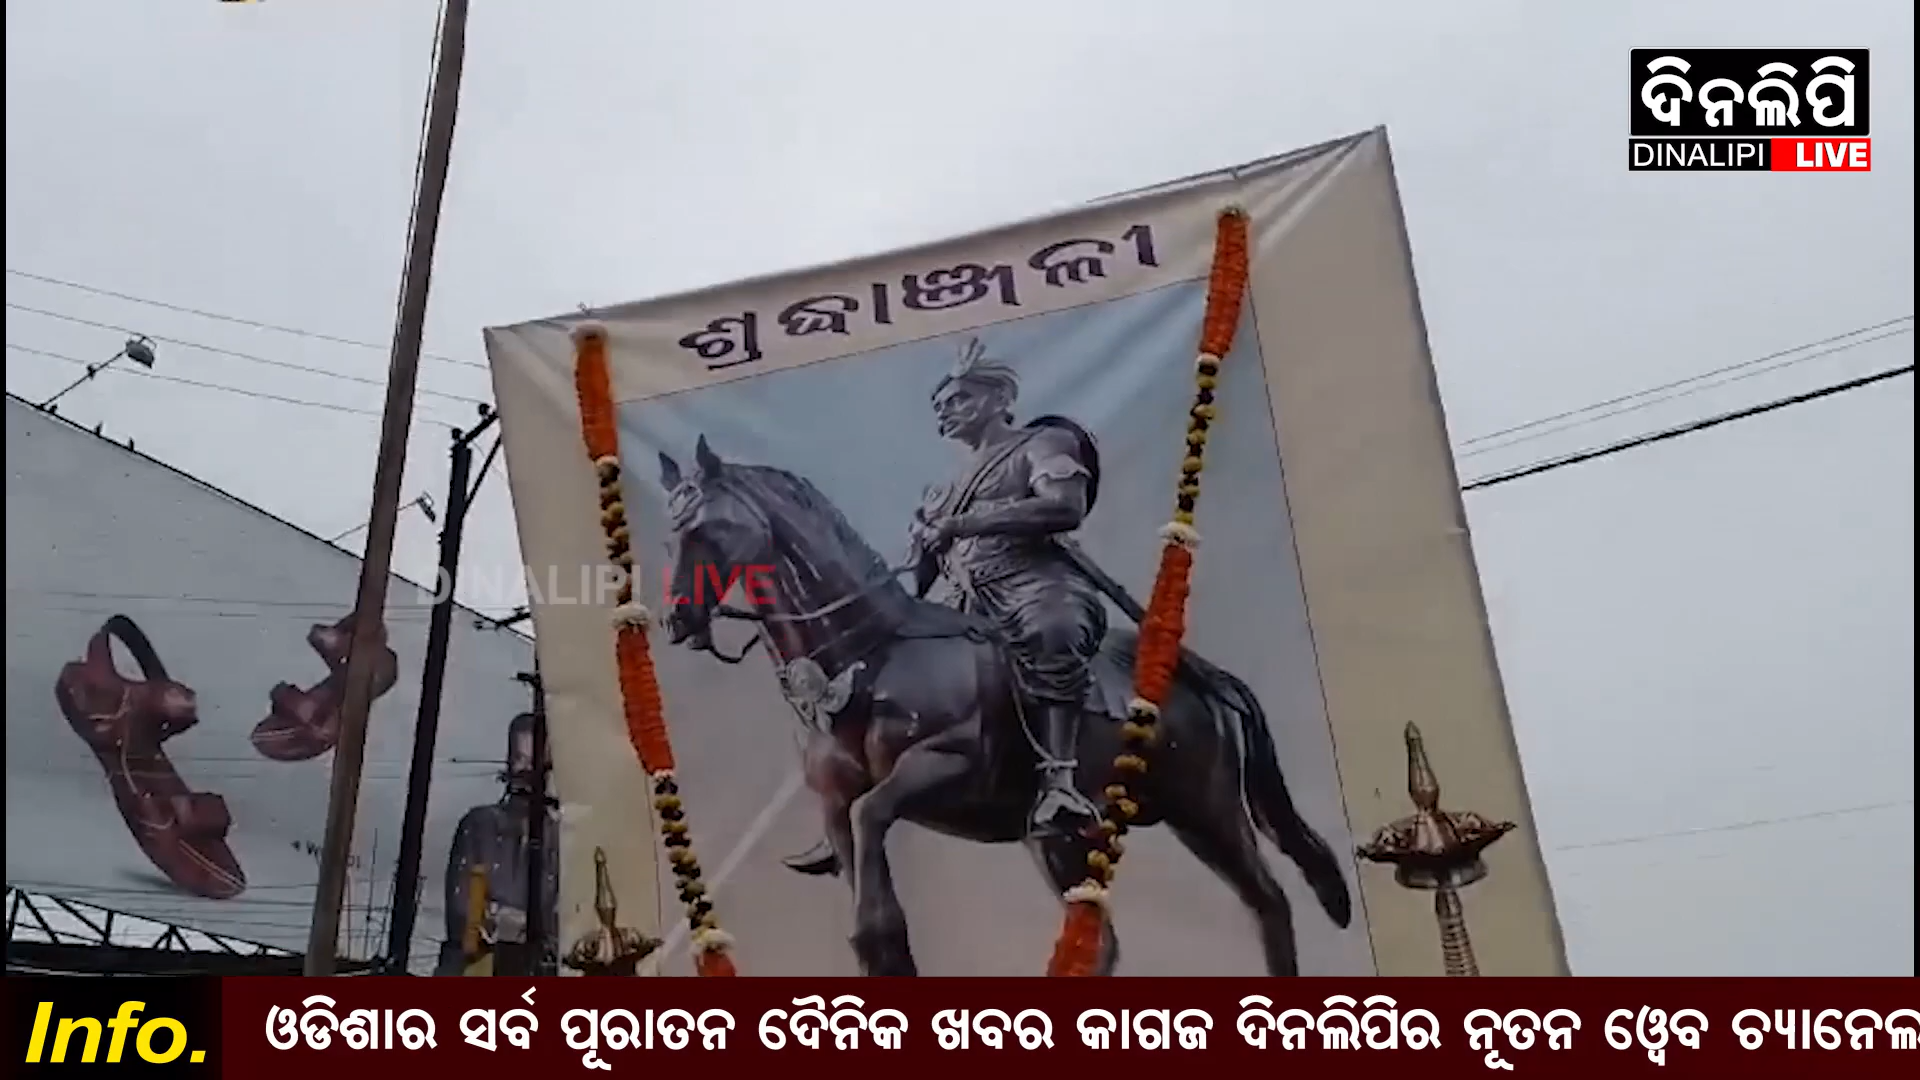 ଦିନଲିପି
DINALIPI LIVE
ଶ୍ରଦ୍ଧାଞ୍ଜଳୀ
DINALIPI LIVE
Info. ଓଡିଶାର ସର୍ବ ପୂରାତନ ଦୈନିକ ଖବର କାଗଜ ଦିନଲିପିର ନୂତନ ୱେବ ଚ୍ୟାନେଲ